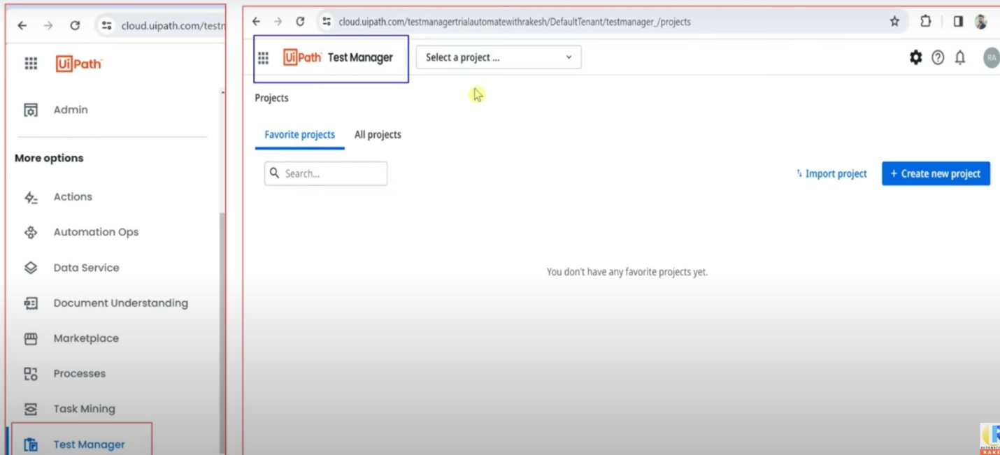 cloud.uipath.com/testn
UiPath
Admin
More options
Actions
Automation Ops
Data Service
Document Understanding
Marketplace
Processes
Task Mining
Test Manager
cloud.uipath.com/testmanagertrialautomatewithrakesh/DefaultTenant/testmanager_/projects
UiPath Test Manager
Select a project ...
RA
Projects
Favorite projects All projects
Search...
Import project
+ Create new project
You don't have any favorite projects yet.